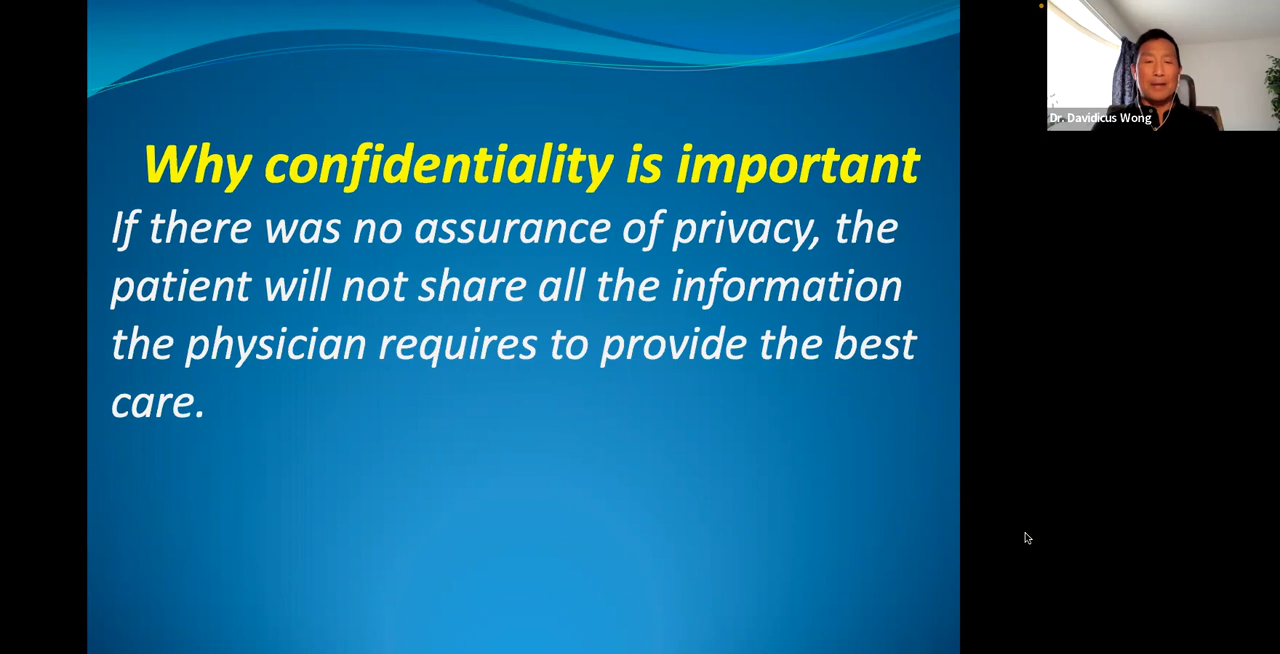 Why confidentiality is important
If there was no assurance of privacy, the
patient will not share all the information
the physician requires to provide the best
care.
Dr. Davidicus Wong